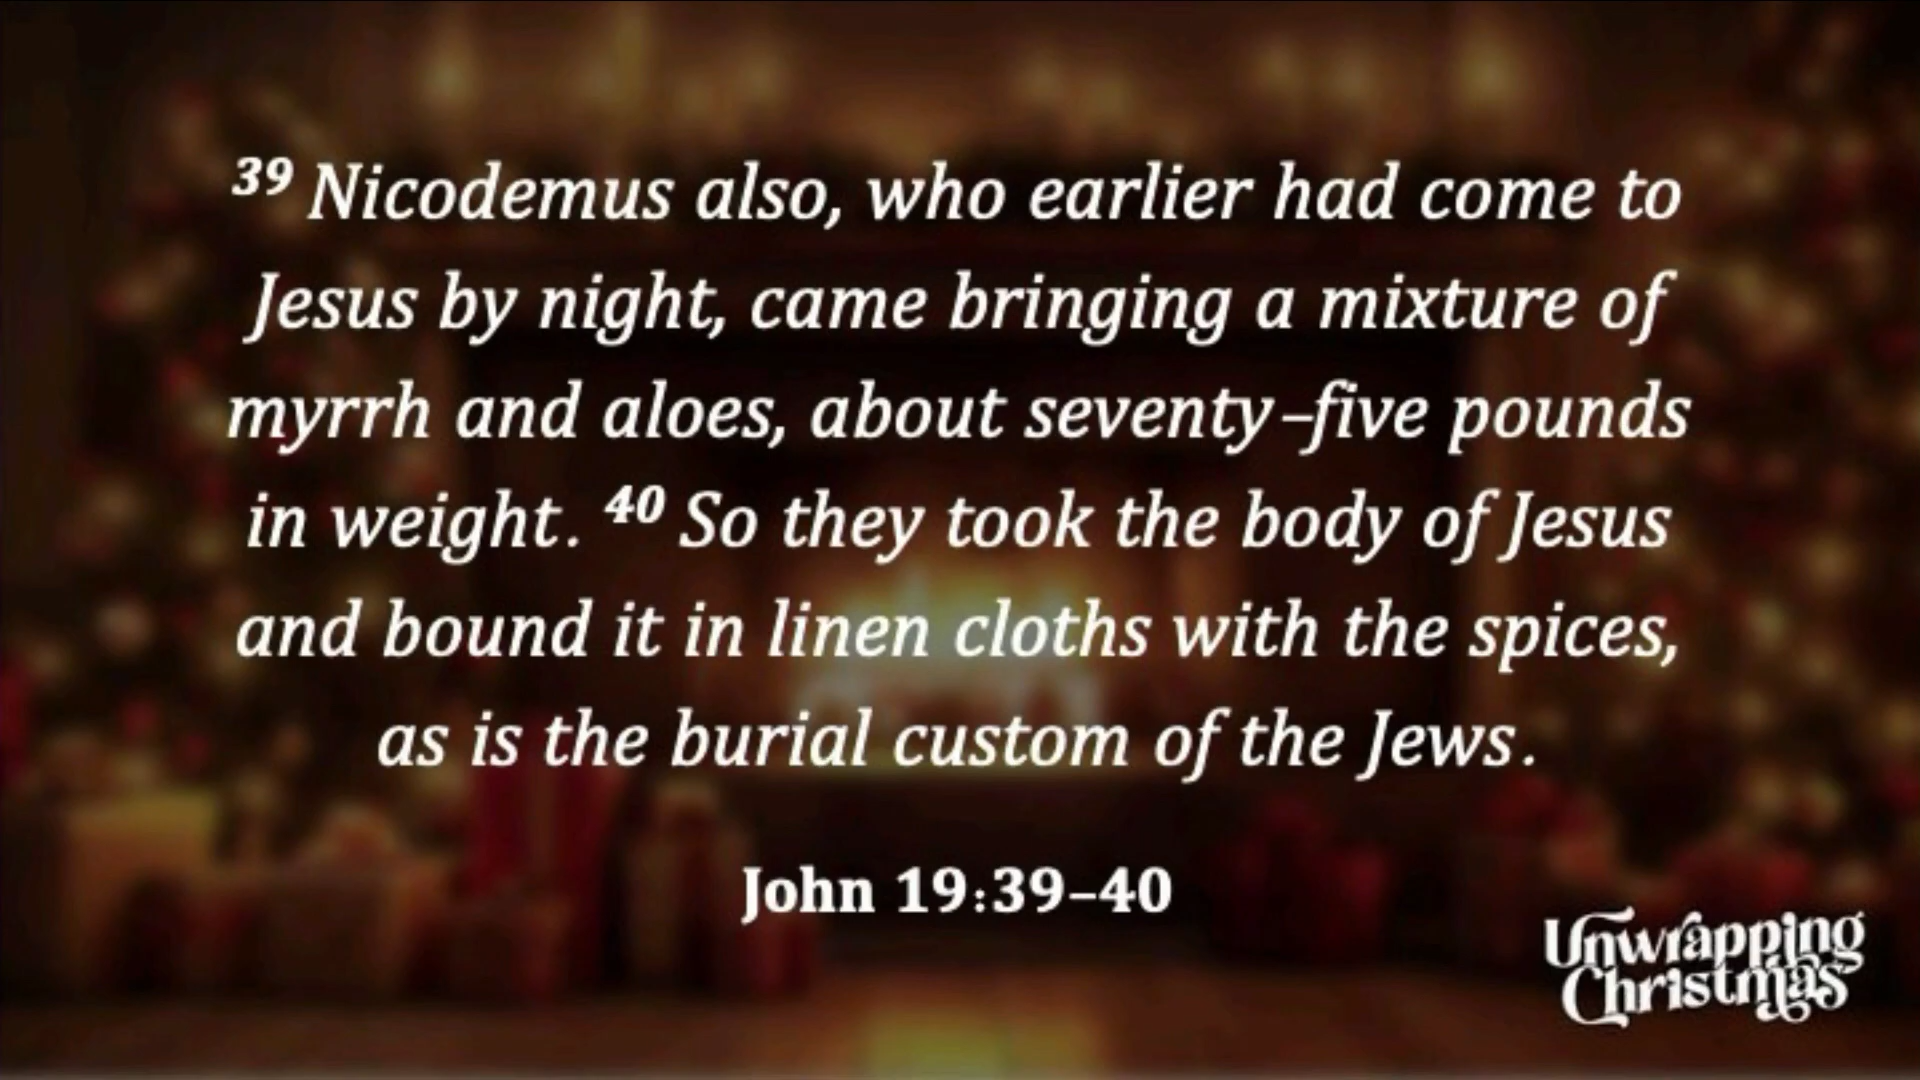 39 Nicodemus also, who earlier had come to
Jesus by night, came bringing a mixture of
myrrh and aloes, about seventy–five pounds
in weight. 40 So they took the body of Jesus
and bound it in linen cloths with the spices,
as is the burial custom of the Jews.
John 19:39–40
Unwrapping
Christmas